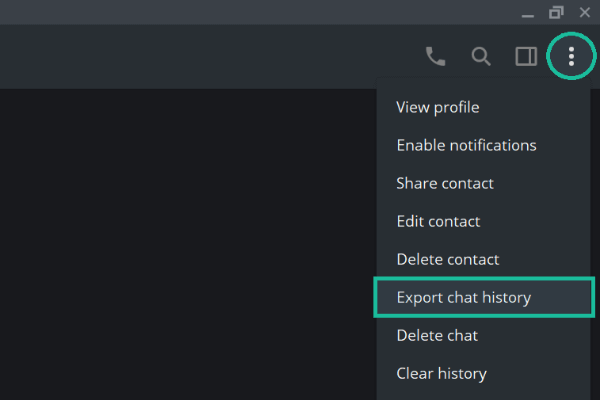 View profile
Enable notifications
Share contact
Edit contact
Delete contact
Export chat history
Delete chat
Clear history